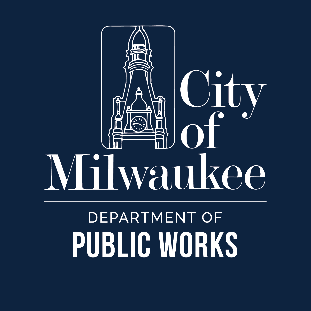 City
of
Milwaukee
DEPARTMENT OF
PUBLIC WORKS